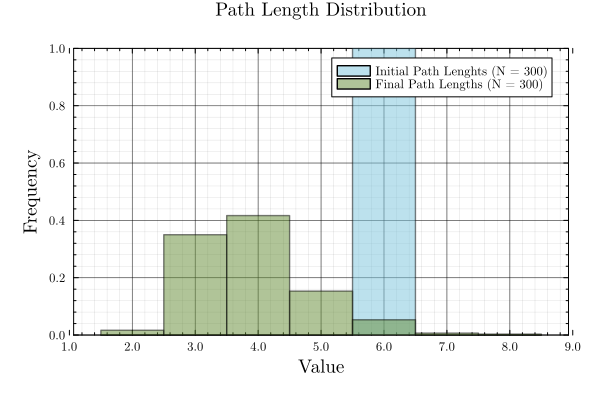 Path Length Distribution
1.0
0.8
0.6
0.4
0.2
0.0
Frequency
Initial Path Lenghts (N = 300)
Final Path Lengths (N = 300)
1.0 2.0 3.0 4.0 5.0 6.0 7.0 8.0 9.0
Value